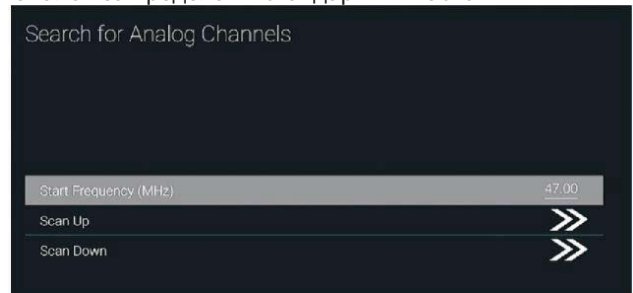 Search for Analog Channels
Start Frequency (MHz) 47.00
Scan Up
Scan Down